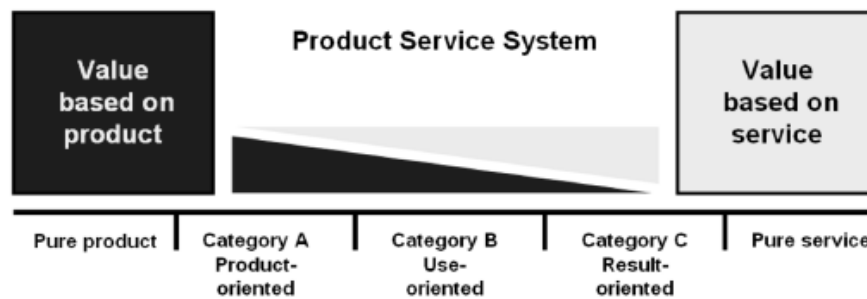 Product Service System
Value
based on
product
Value
based on
service
Pure product
Category A
Product-
oriented
Category B
Use-
oriented
Category C
Result-
oriented
Pure service